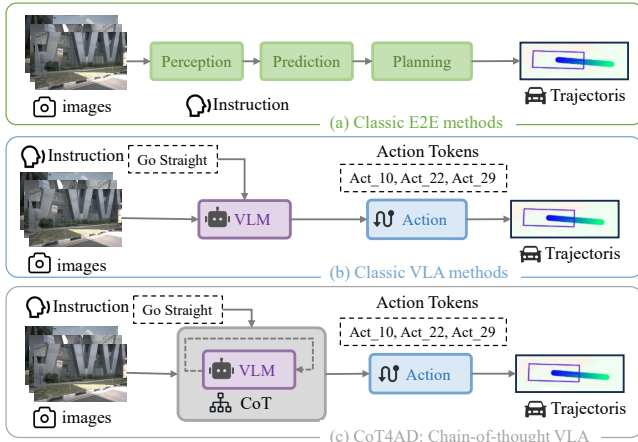 Perception
Prediction
Planning
images
Instruction
Trajectoris
(a) Classic E2E methods
Instruction
Go Straight
Action Tokens
Act_10, Act_22, Act_29
VLM
Action
images
Trajectoris
(b) Classic VLA methods
Instruction
Go Straight
Action Tokens
Act_10, Act_22, Act_29
VLM
Action
CoT
images
Trajectoris
(c) CoT4AD: Chain-of-thought VLA